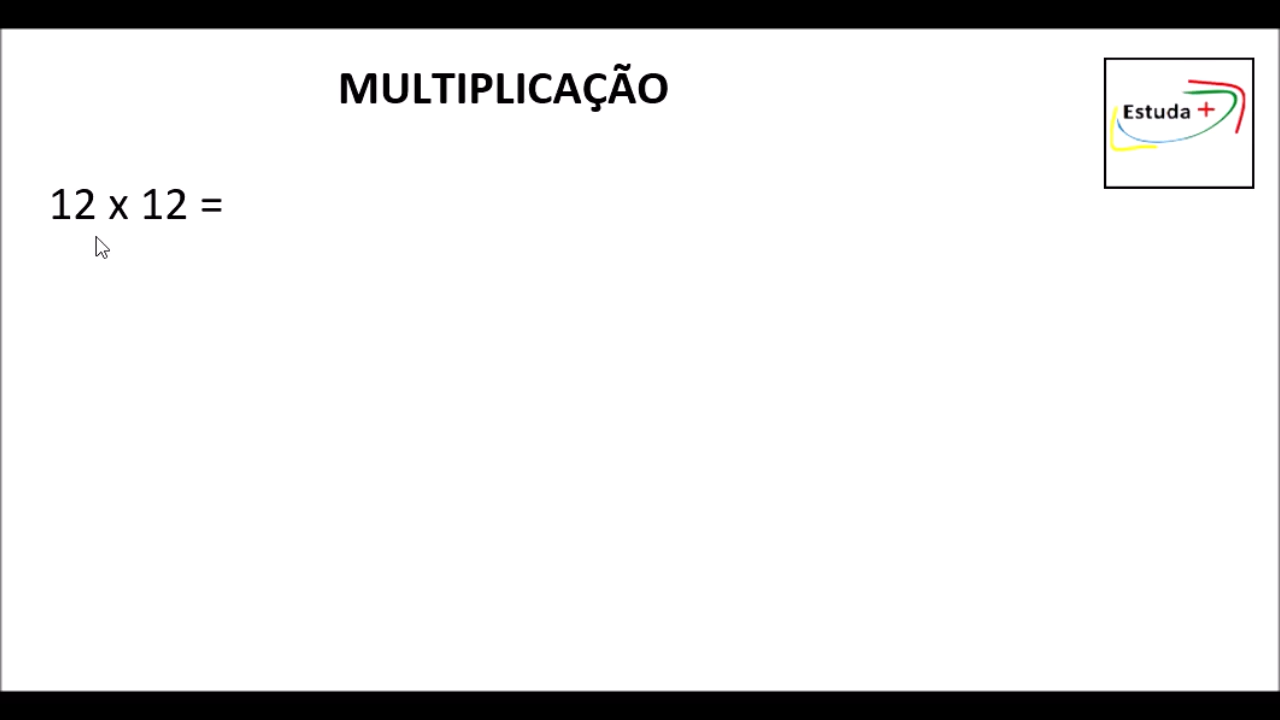 MULTIPLICAÇÃO
Estuda +
12 x 12 =